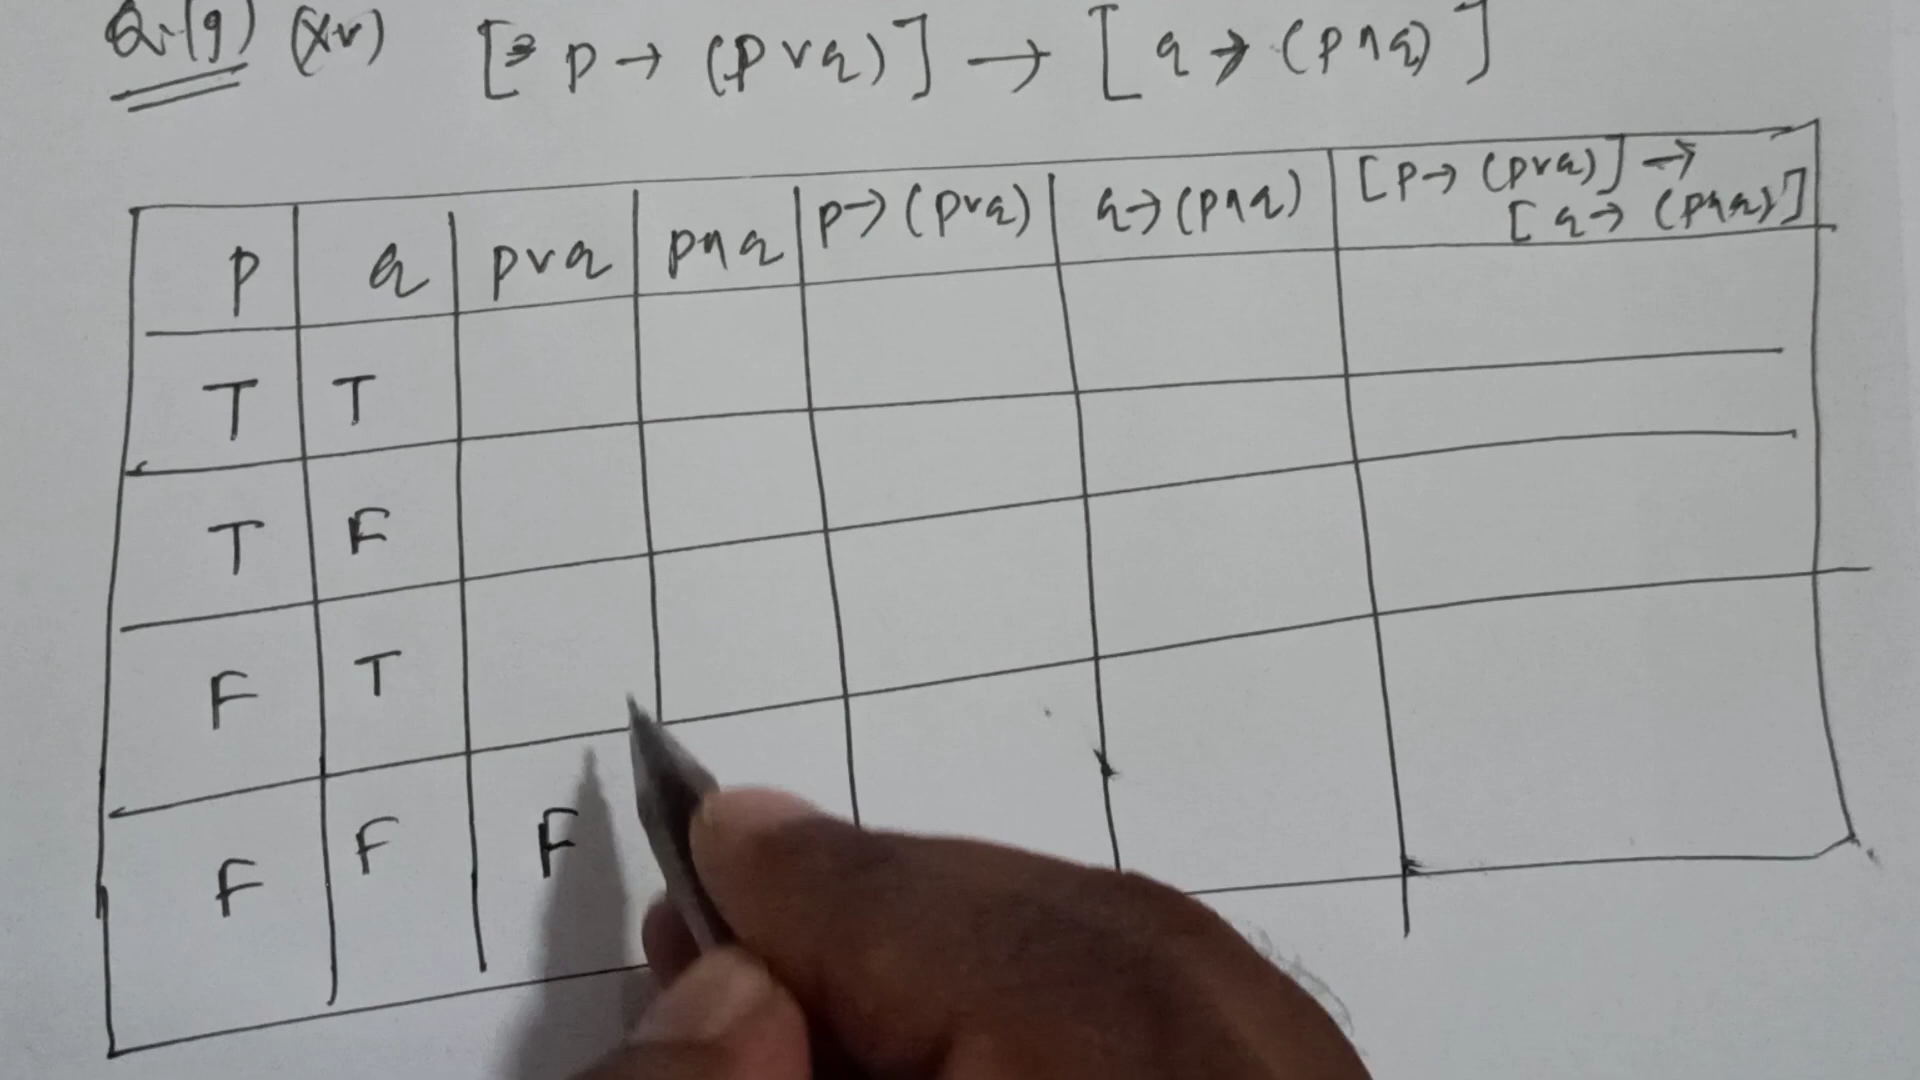 Q.(9) (xv) [ p → (p ∨ q) ] → [ q → (p ∧ q) ]
p q p∨q p∧q p→(p∨q) q→(p∧q) [p→ (p∨q)] →
[q→ (p∧q)]
T T
T F
F T
F F F